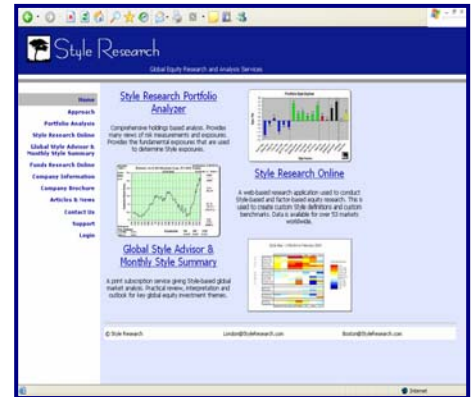 Style Research
Global Equity Research and Analysis Services
Home
Approach
Portfolio Analysis
Style Research Online
Global Style Advisor &
Monthly Style Summary
Funds Research Online
Company Information
Company Brochure
Articles & News
Contact Us
Support
Login
Style Research Portfolio
Analyzer
Comprehensive holdings based analysis. Provides
many views of risk measurements and exposures.
Provides the fundamental exposures that are used
to determine Style exposures.
Style Research Online
A web-based research application used to conduct
Style-based and factor-based equity research. This is
used to create custom Style definitions and custom
benchmarks. Data is available for over 53 markets
worldwide.
Global Style Advisor &
Monthly Style Summary
A print subscription service giving Style-based global
market analysis. Practical review, interpretation and
outlook for key global equity investment themes.
© Style Research
London@StyleResearch.com
Boston@StyleResearch.com
Internet